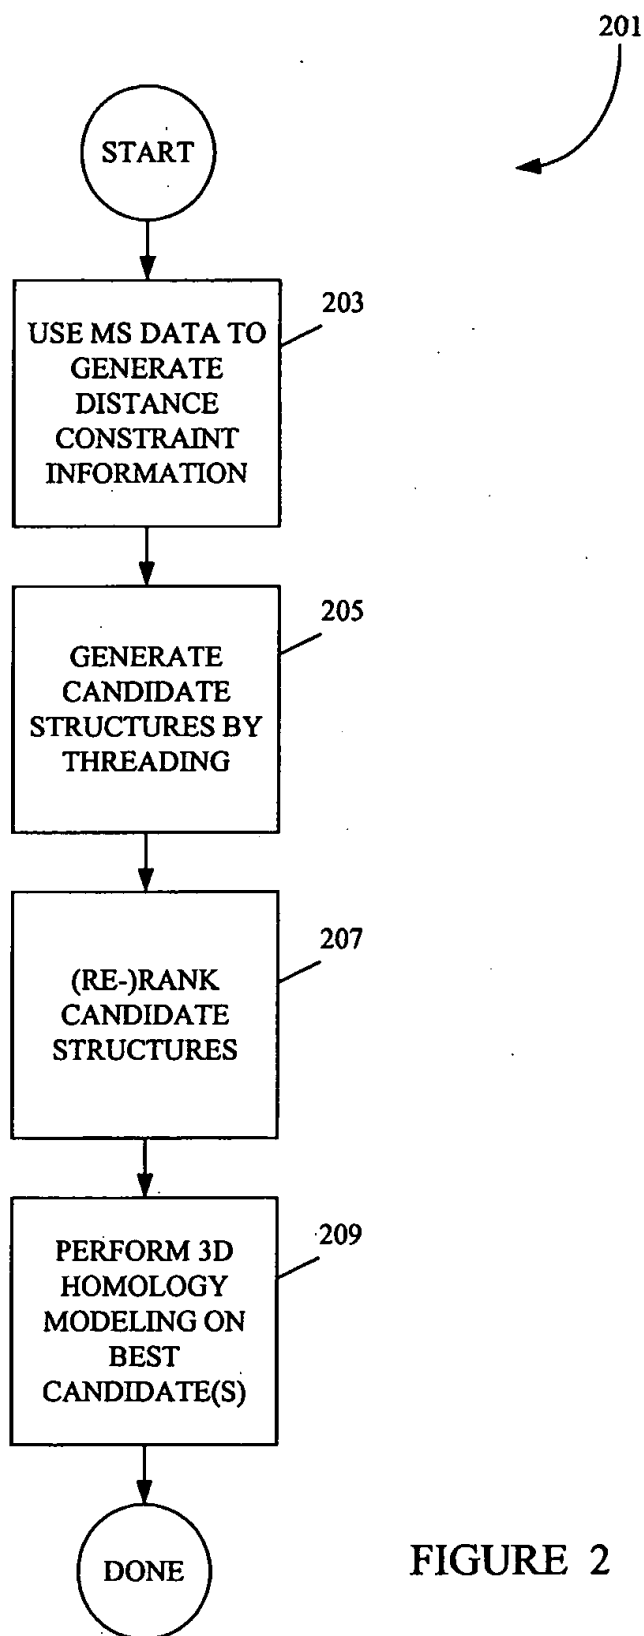 201
START
203
USE MS DATA TO
GENERATE
DISTANCE
CONSTRAINT
INFORMATION
205
GENERATE
CANDIDATE
STRUCTURES BY
THREADING
207
(RE-)RANK
CANDIDATE
STRUCTURES
209
PERFORM 3D
HOMOLOGY
MODELING ON
BEST
CANDIDATE(S)
DONE
FIGURE 2